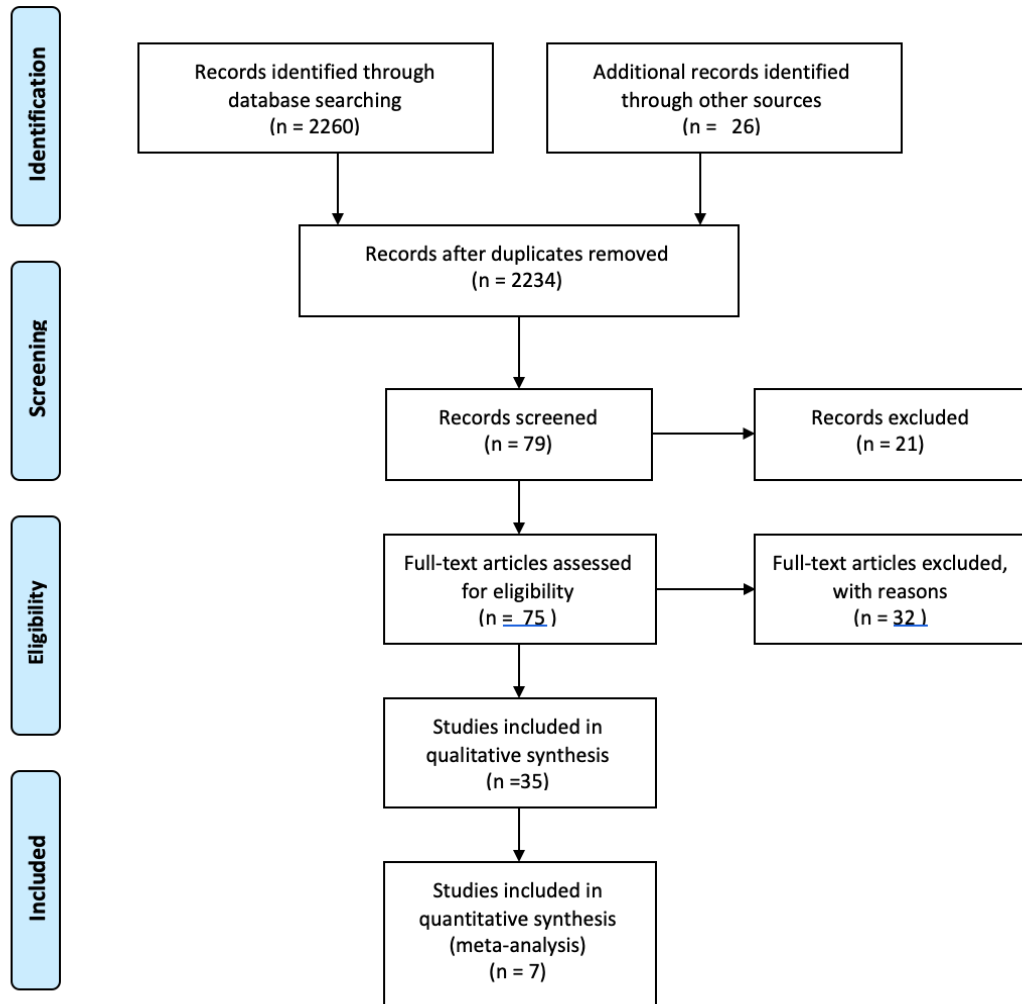 Identification
Records identified through
database searching
(n = 2260)
Additional records identified
through other sources
(n =   26)
Records after duplicates removed
(n = 2234)
Screening
Records screened
(n = 79)
Records excluded
(n = 21)
Eligibility
Full-text articles assessed
for eligibility
(n =  75 )
Full-text articles excluded,
with reasons
(n = 32 )
Studies included in
qualitative synthesis
(n =35)
Included
Studies included in
quantitative synthesis
(meta-analysis)
(n = 7)